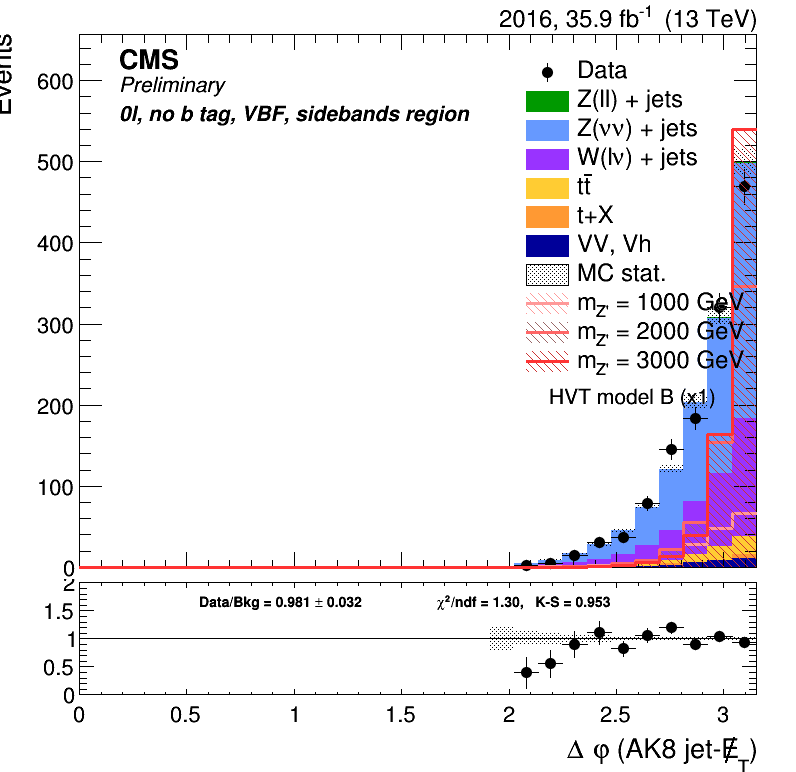 2016, 35.9 fb⁻¹ (13 TeV)
Events
CMS
Preliminary
0l, no b tag, VBF, sidebands region
Data
Z(ll) + jets
Z(νν) + jets
W(lν) + jets
tt̄
t+X
VV, Vh
MC stat.
m_Z' = 1000 GeV
m_Z' = 2000 GeV
m_Z' = 3000 GeV
HVT model B (x1)
600
500
400
300
200
100
0
Data/Bkg = 0.981 ± 0.032 χ²/ndf = 1.30, K-S = 0.953
2
1.5
1
0.5
0
0 0.5 1 1.5 2 2.5 3
Δ φ (AK8 jet-E̸_T)